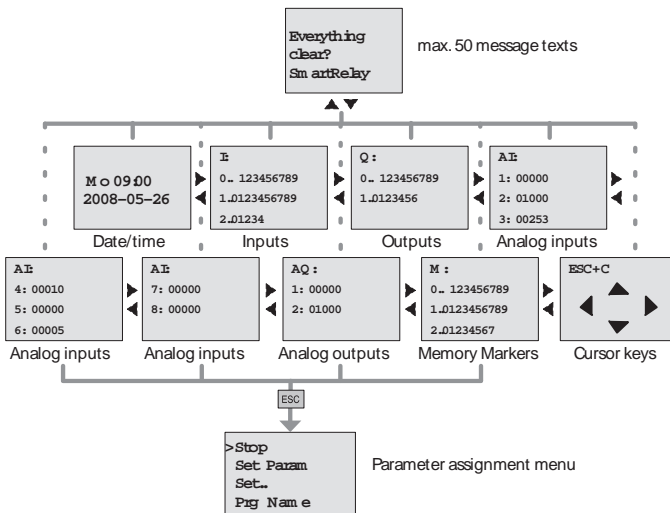 Everything
clear?
SmartRelay
max. 50 message texts
Mo 09:00
2008-05-26
Date/time
I:
0.. 123456789
1.0123456789
2.01234
Inputs
Q:
0.. 123456789
1.0123456
Outputs
AI:
1: 00000
2: 01000
3: 00253
Analog inputs
AI:
4: 00010
5: 00000
6: 00005
Analog inputs
AI:
7: 00000
8: 00000
Analog inputs
AQ:
1: 00000
2: 01000
Analog outputs
M:
0.. 123456789
1.0123456789
2.01234567
Memory Markers
ESC+C
Cursor keys
ESC
>Stop
Set Param
Set..
Prg Name
Parameter assignment menu